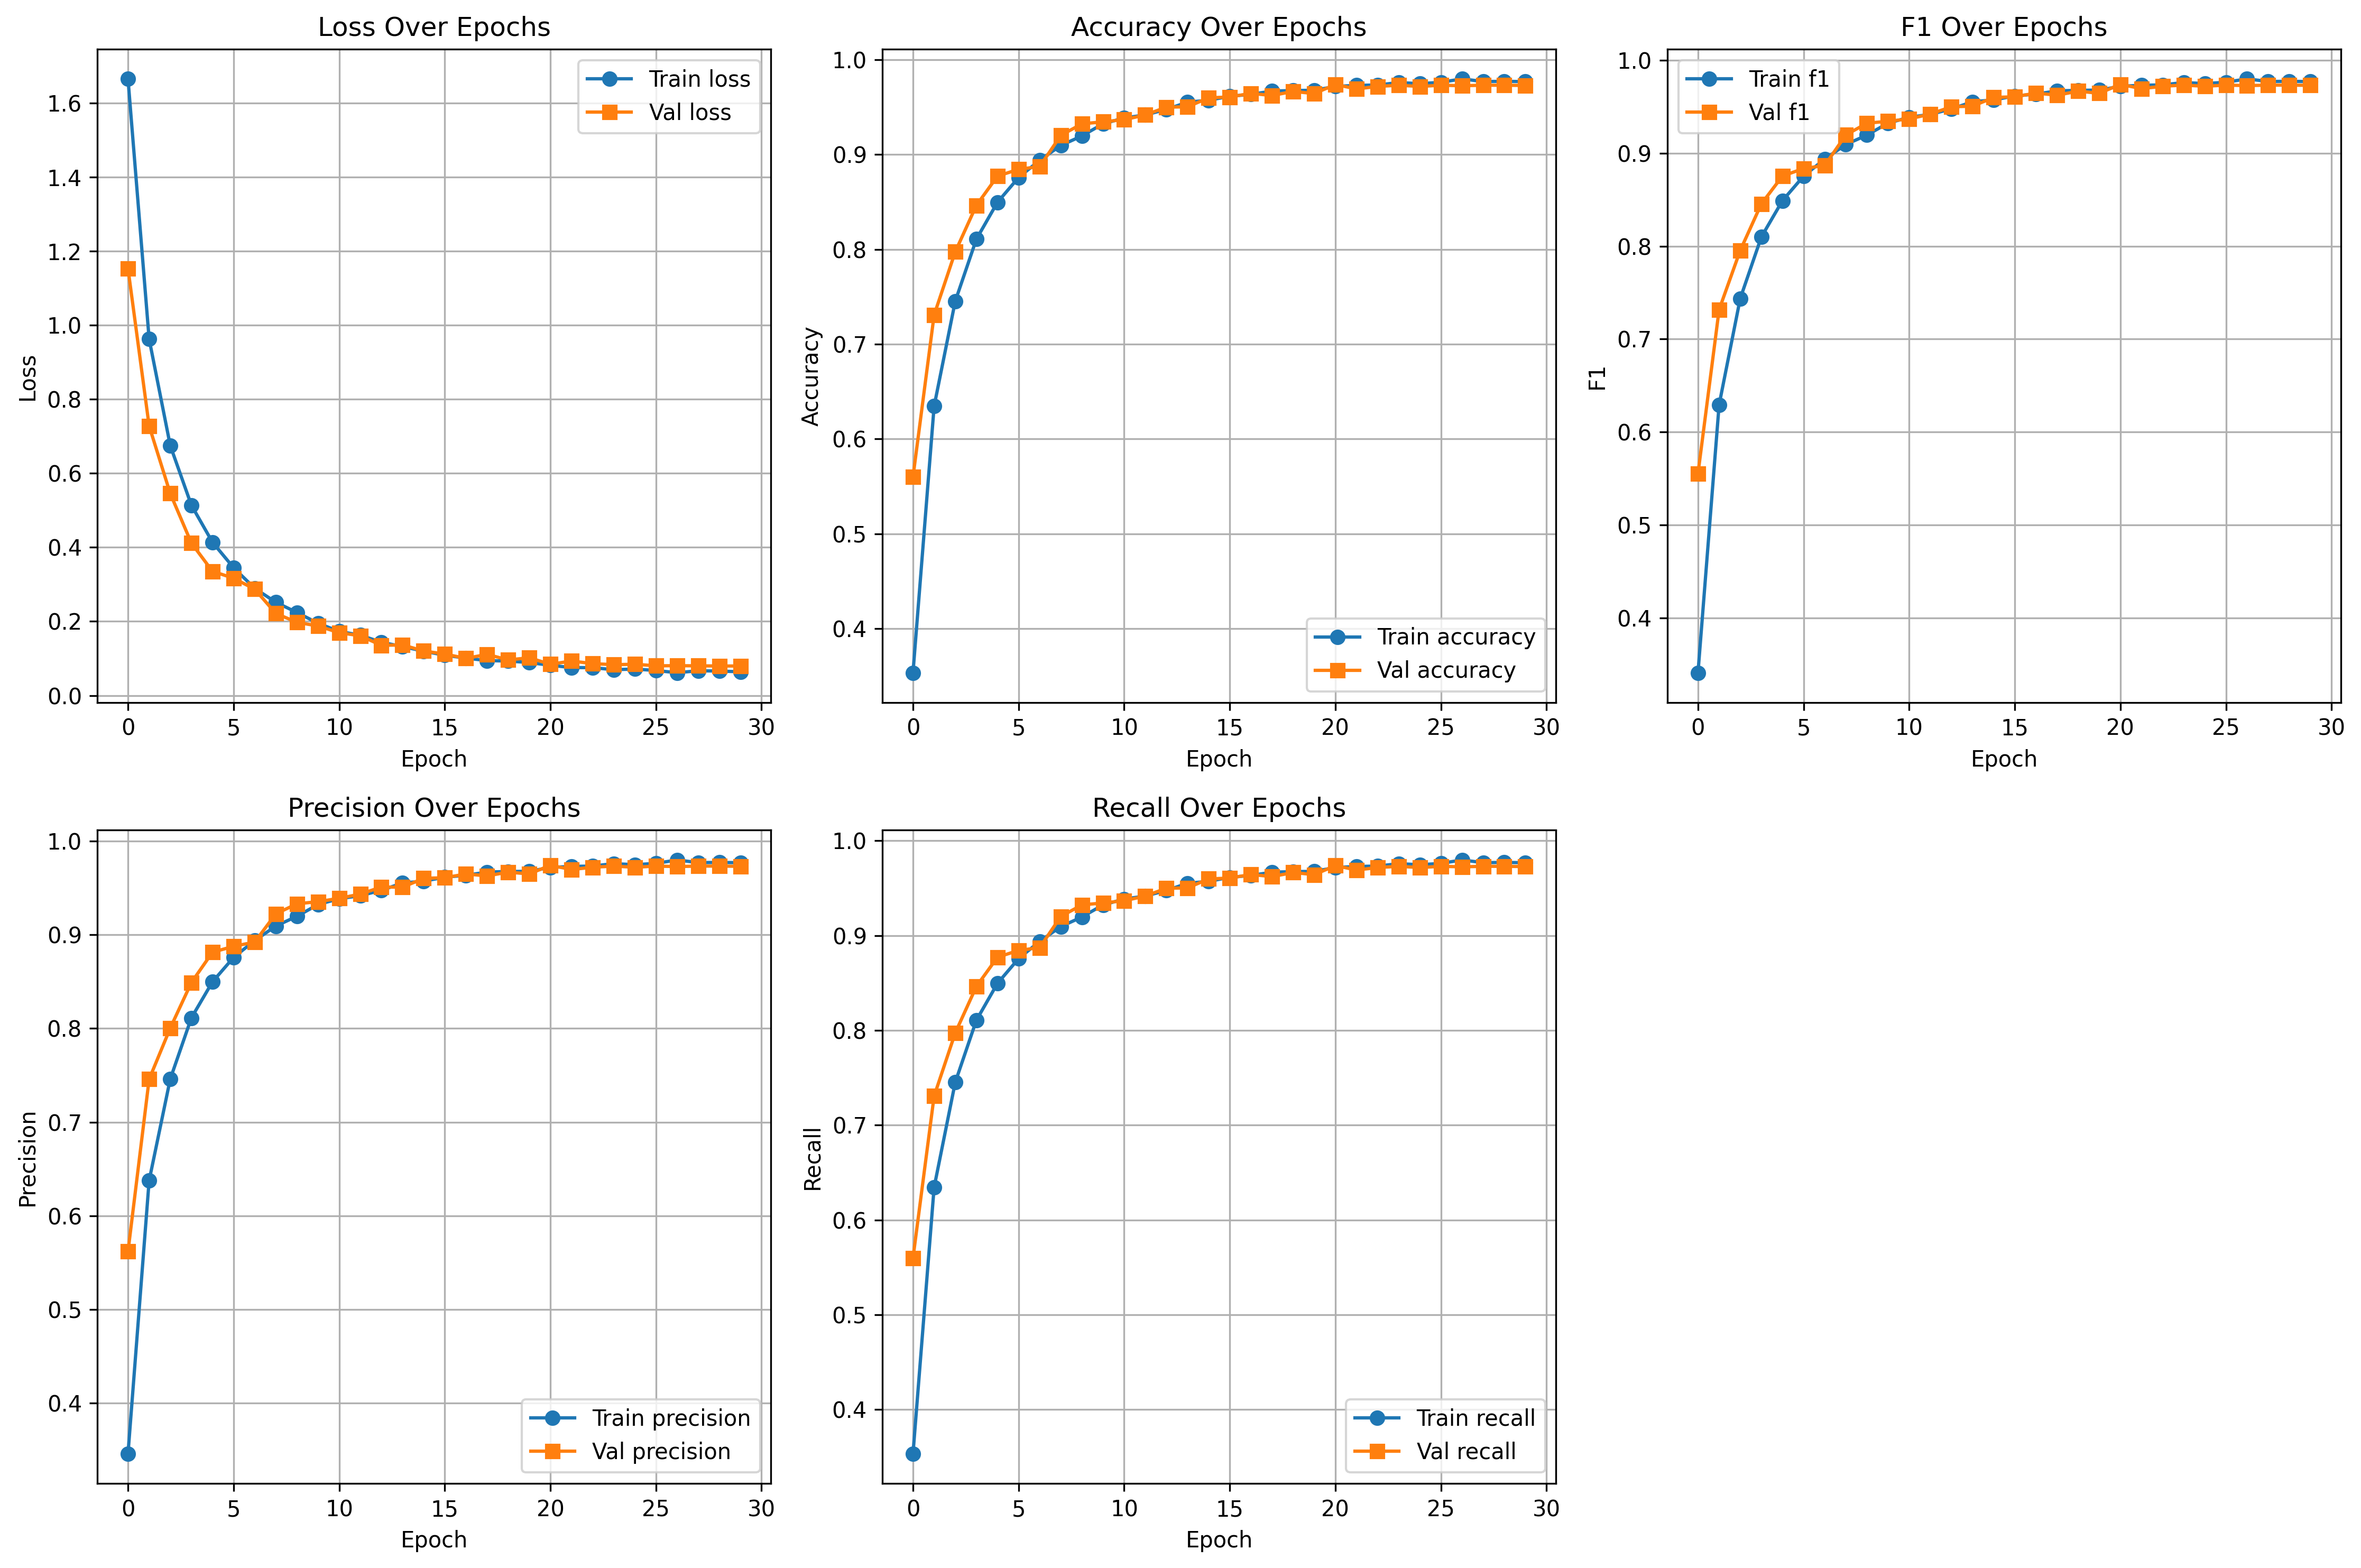 Loss Over Epochs
Train loss
Val loss
1.6
1.4
1.2
1.0
0.8
0.6
0.4
0.2
0.0
Loss
0 5 10 15 20 25 30
Epoch
Accuracy Over Epochs
1.0
0.9
0.8
0.7
0.6
0.5
0.4
Accuracy
Train accuracy
Val accuracy
0 5 10 15 20 25 30
Epoch
F1 Over Epochs
Train f1
Val f1
1.0
0.9
0.8
0.7
0.6
0.5
0.4
F1
0 5 10 15 20 25 30
Epoch
Precision Over Epochs
1.0
0.9
0.8
0.7
0.6
0.5
0.4
Precision
Train precision
Val precision
0 5 10 15 20 25 30
Epoch
Recall Over Epochs
1.0
0.9
0.8
0.7
0.6
0.5
0.4
Recall
Train recall
Val recall
0 5 10 15 20 25 30
Epoch